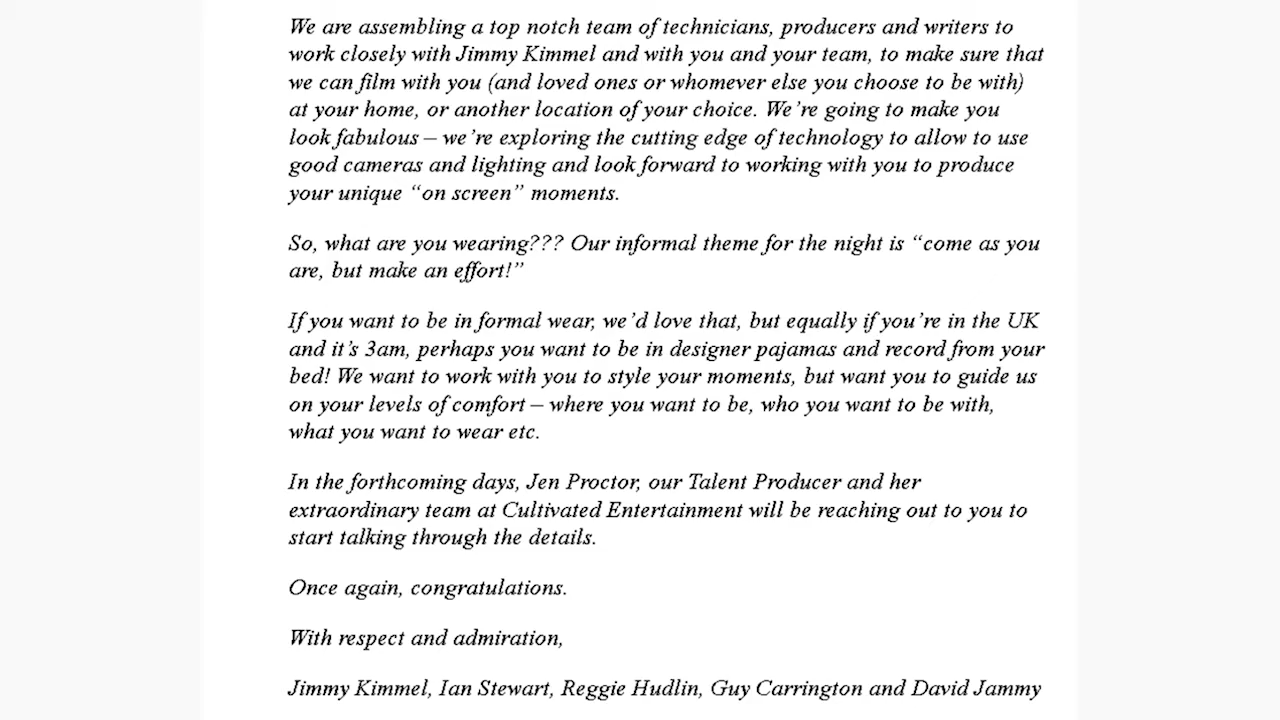 We are assembling a top notch team of technicians, producers and writers to
work closely with Jimmy Kimmel and with you and your team, to make sure that
we can film with you (and loved ones or whomever else you choose to be with)
at your home, or another location of your choice. We’re going to make you
look fabulous – we’re exploring the cutting edge of technology to allow to use
good cameras and lighting and look forward to working with you to produce
your unique “on screen” moments.
So, what are you wearing??? Our informal theme for the night is “come as you
are, but make an effort!”
If you want to be in formal wear, we’d love that, but equally if you’re in the UK
and it’s 3am, perhaps you want to be in designer pajamas and record from your
bed! We want to work with you to style your moments, but want you to guide us
on your levels of comfort – where you want to be, who you want to be with,
what you want to wear etc.
In the forthcoming days, Jen Proctor, our Talent Producer and her
extraordinary team at Cultivated Entertainment will be reaching out to you to
start talking through the details.
Once again, congratulations.
With respect and admiration,
Jimmy Kimmel, Ian Stewart, Reggie Hudlin, Guy Carrington and David Jammy